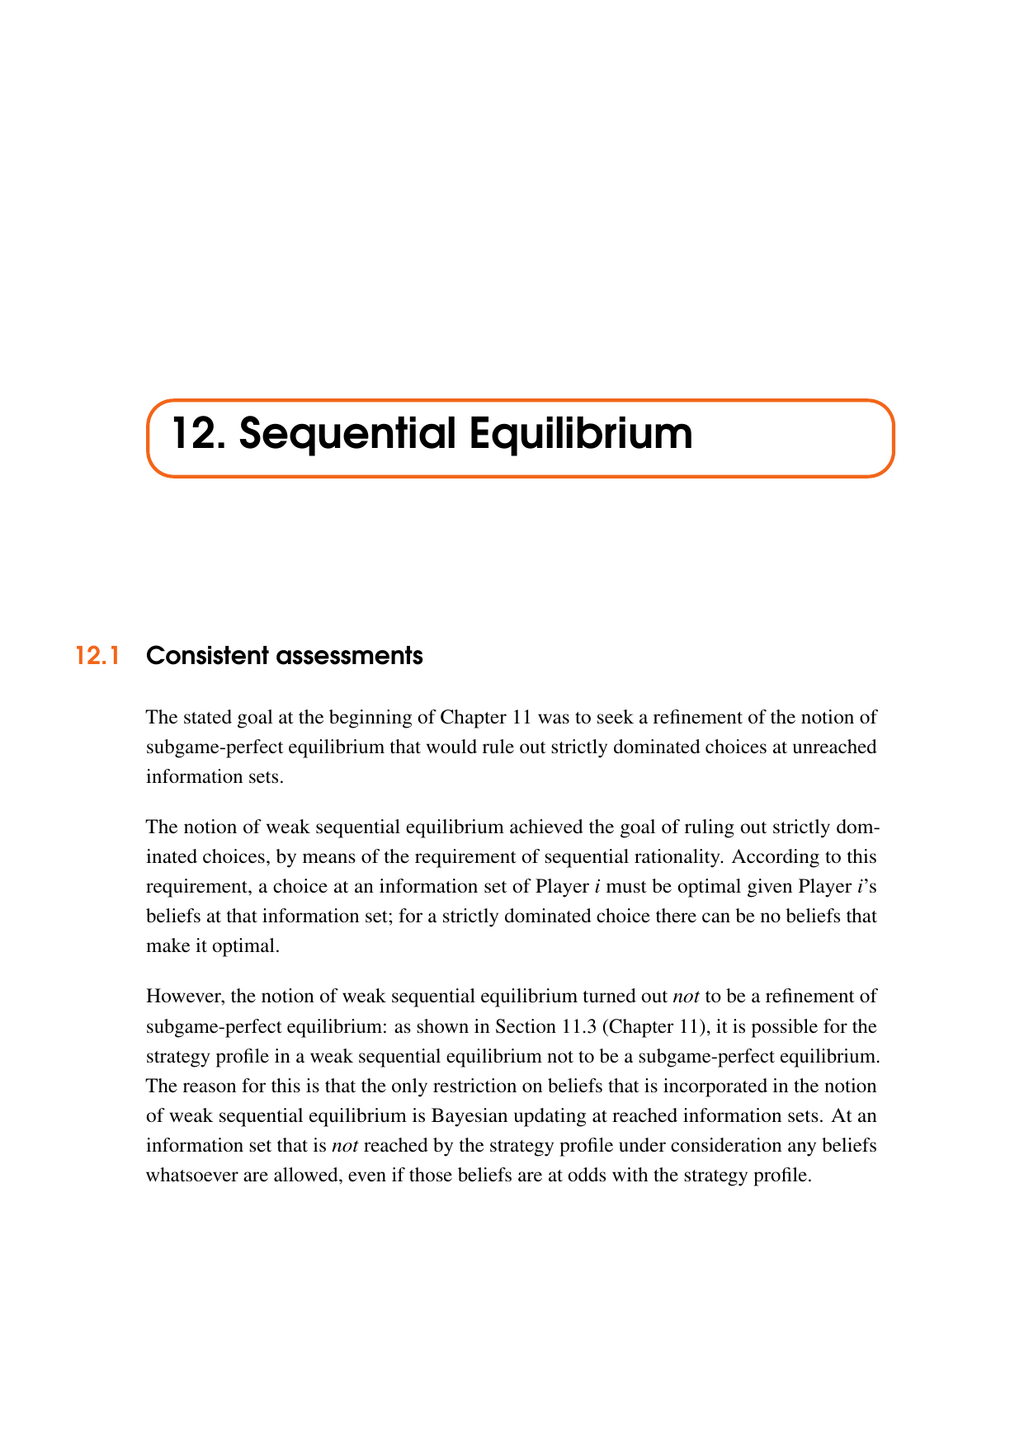 12. Sequential Equilibrium
12.1 Consistent assessments
The stated goal at the beginning of Chapter 11 was to seek a refinement of the notion of
subgame-perfect equilibrium that would rule out strictly dominated choices at unreached
information sets.
The notion of weak sequential equilibrium achieved the goal of ruling out strictly dom-
inated choices, by means of the requirement of sequential rationality. According to this
requirement, a choice at an information set of Player i must be optimal given Player i's
beliefs at that information set; for a strictly dominated choice there can be no beliefs that
make it optimal.
However, the notion of weak sequential equilibrium turned out not to be a refinement of
subgame-perfect equilibrium: as shown in Section 11.3 (Chapter 11), it is possible for the
strategy profile in a weak sequential equilibrium not to be a subgame-perfect equilibrium.
The reason for this is that the only restriction on beliefs that is incorporated in the notion
of weak sequential equilibrium is Bayesian updating at reached information sets. At an
information set that is not reached by the strategy profile under consideration any beliefs
whatsoever are allowed, even if those beliefs are at odds with the strategy profile.